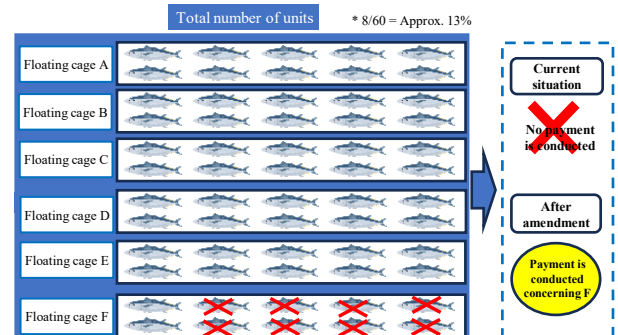 Total number of units
* 8/60 = Approx. 13%
Floating cage A
Floating cage B
Floating cage C
Floating cage D
Floating cage E
Floating cage F
Current
situation
No payment
is conducted
After
amendment
Payment is
conducted
concerning F